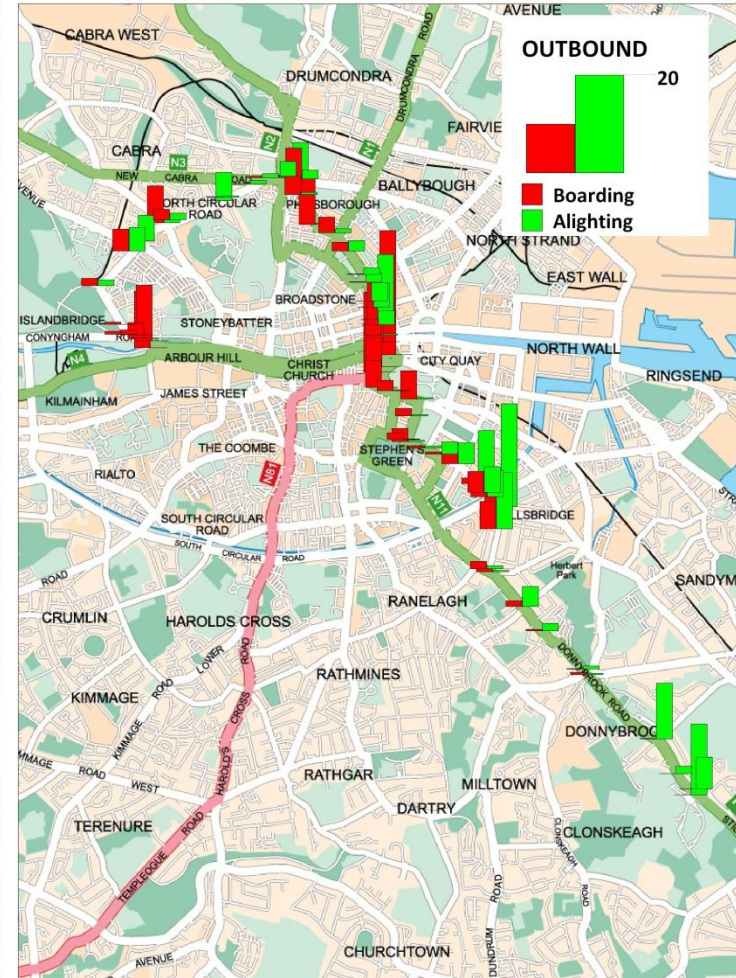 AVENUE
CABRA WEST
OUTBOUND
20
DRUMCONDRA
DRUMCONDRA ROAD
FAIRVIE
N2
N1
CABRA
N3
NEW CABRA ROAD
BALLYBOUGH
Boarding
AVENUE
NORTH CIRCULAR
ROAD
Alighting
NORTH STRAND
EAST WALL
BROADSTONE
ISLANDBRIDGE
STONEYBATTER
CONYNGHAM
NORTH WALL
N4
ARBOUR HILL
CHRIST
CHURCH
CITY QUAY
RINGSEND
KILMAINHAM
JAMES STREET
THE COOMBE
STEPHEN'S
GREEN
RIALTO
N81
N11
SOUTH CIRCULAR
ROAD
LSBRIDGE
SOUTH CIRCULAR ROAD
ROAD
Herbert
Park
SANDYM
RANELAGH
CRUMLIN
HAROLDS CROSS
LOWER
ROAD
KIMMAGE
ROAD
RATHMINES
DONNYBROOK ROAD
KIMMAGE
DONNYBROO
MMAGE ROAD WEST
HAROLD'S CROSS ROAD
RATHGAR
MILLTOWN
DARTRY
TERENURE
CLONSKEAGH
CLONSKEAGH
ROAD
TEMPLEOGUE ROAD
DUNDRUM
ROAD
AVENUE
CHURCHTOWN